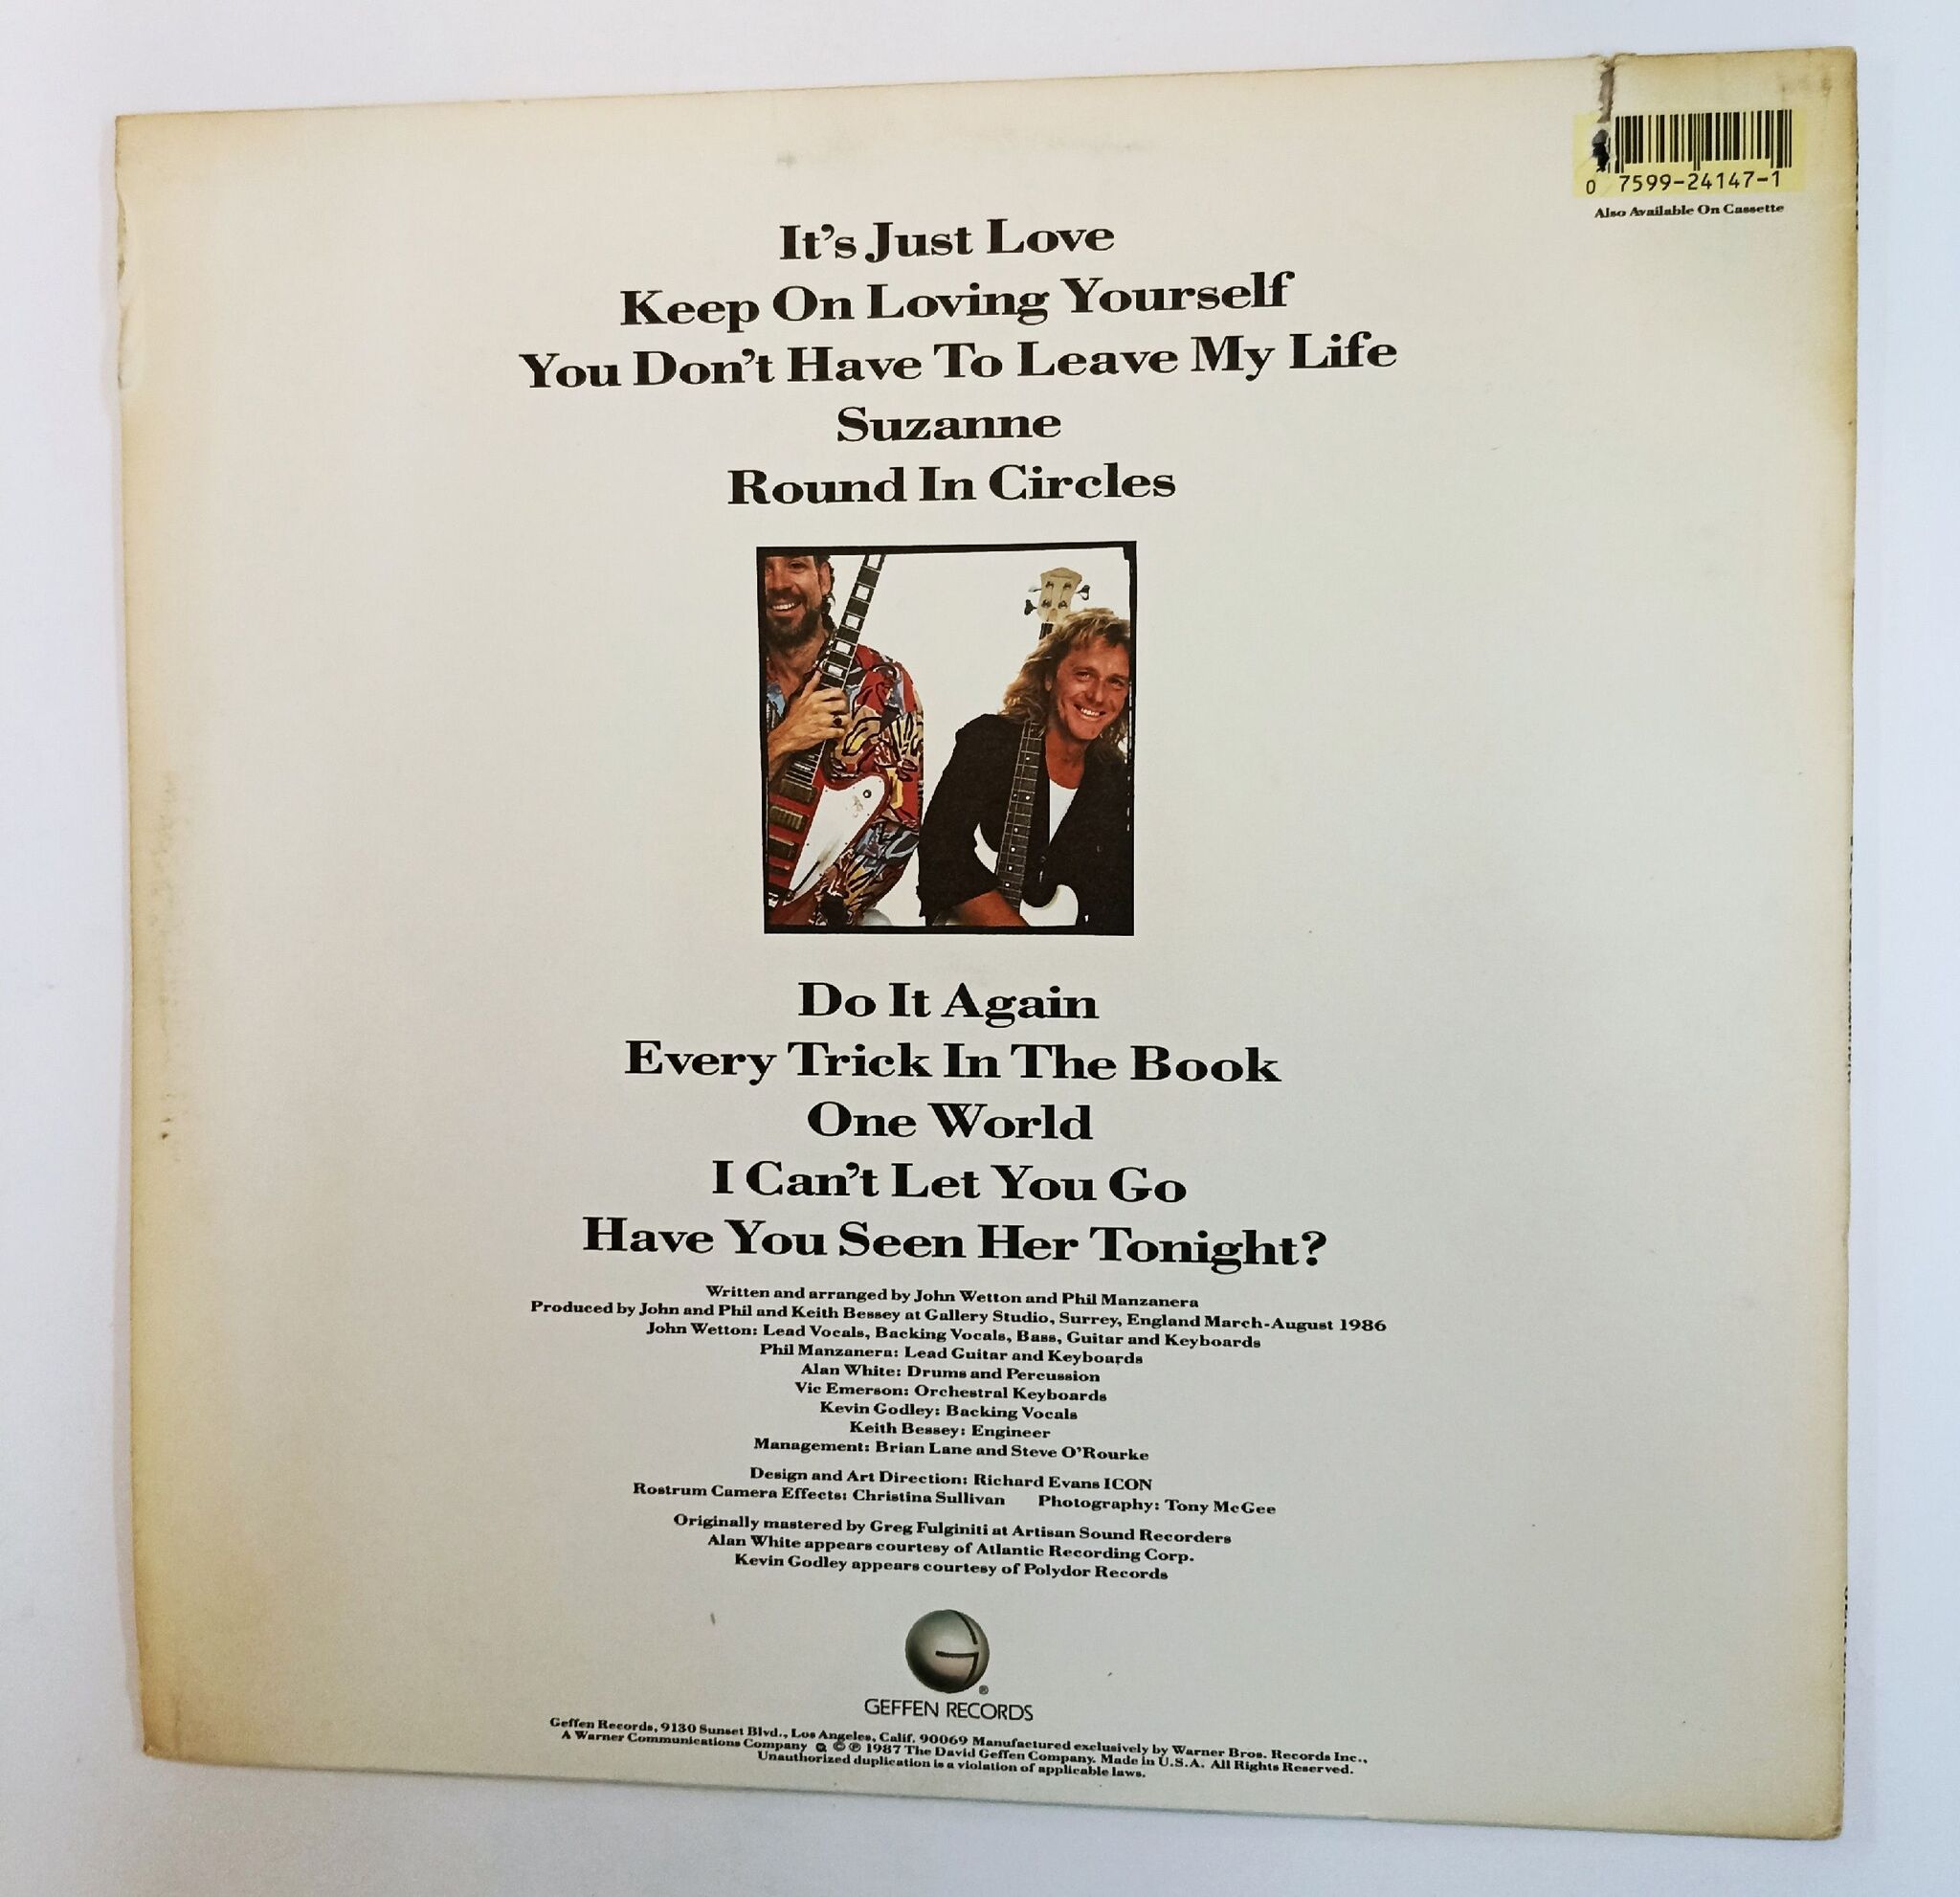 0 7599-24147-1
Also Available On Cassette
It's Just Love
Keep On Loving Yourself
You Don't Have To Leave My Life
Suzanne
Round In Circles
Do It Again
Every Trick In The Book
One World
I Can't Let You Go
Have You Seen Her Tonight?
Written and arranged by John Wetton and Phil Manzanera
Produced by John and Phil and Keith Bessey at Gallery Studio, Surrey, England March-August 1986
John Wetton: Lead Vocals, Backing Vocals, Bass, Guitar and Keyboards
Phil Manzanera: Lead Guitar and Keyboards
Alan White: Drums and Percussion
Vic Emerson: Orchestral Keyboards
Kevin Godley: Backing Vocals
Keith Bessey: Engineer
Management: Brian Lane and Steve O'Rourke
Design and Art Direction: Richard Evans ICON
Rostrum Camera Effects: Christina Sullivan Photography: Tony McGee
Originally mastered by Greg Fulginiti at Artisan Sound Recorders
Alan White appears courtesy of Atlantic Recording Corp.
Kevin Godley appears courtesy of Polydor Records
G ®
GEFFEN RECORDS
Geffen Records, 9130 Sunset Blvd., Los Angeles, Calif. 90069 Manufactured exclusively by Warner Bros. Records Inc.,
A Warner Communications Company © ℗ 1987 The David Geffen Company. Made in U.S.A. All Rights Reserved.
Unauthorized duplication is a violation of applicable laws.